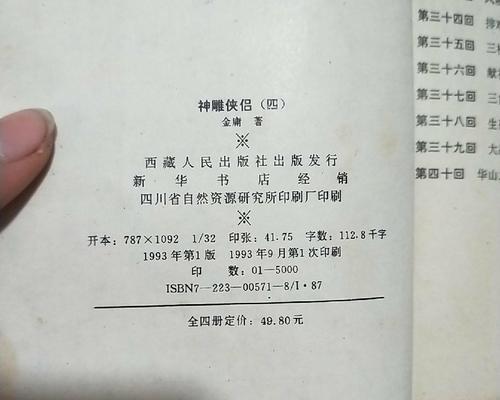 神雕侠侣(四)
金庸 著
※
西藏人民出版社出版发行
新华书店经销
四川省自然资源研究所印刷厂印刷
※
开本:787×1092 1/32 印张:41.75 字数:112.8千字
1993年第1版 1993年9月第1次印刷
印 数:01-5000
ISBN7-223-00571-8/I·87
全四册定价:49.80元
第三十四回
第三十五回
第三十六回
第三十七回
第三十八回
第三十九回
第四十回 华山